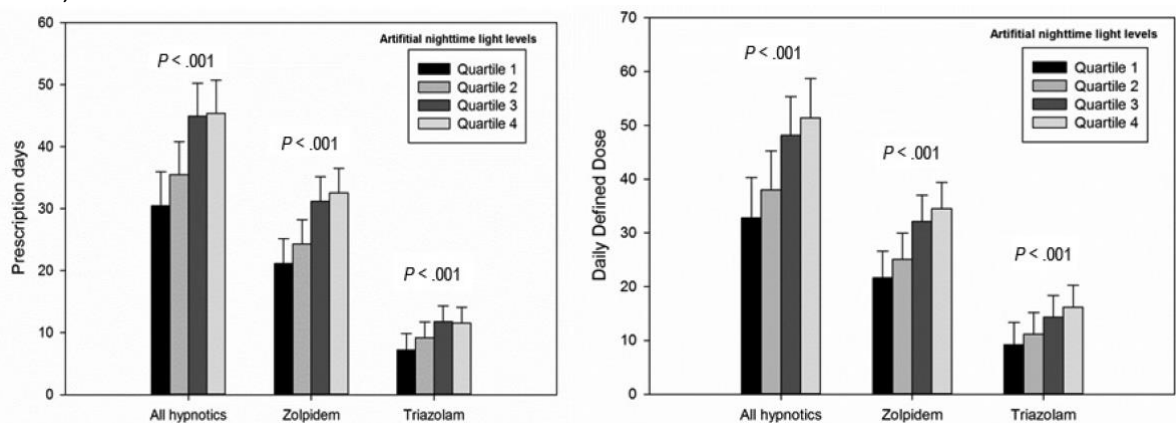 60
50
40
30
20
10
0
Prescription days
Artifitial nighttime light levels
Quartile 1
Quartile 2
Quartile 3
Quartile 4
P < .001
P < .001
P < .001
All hypnotics
Zolpidem
Triazolam
70
60
50
40
30
20
10
0
Daily Defined Dose
Artifitial nighttime light levels
Quartile 1
Quartile 2
Quartile 3
Quartile 4
P < .001
P < .001
P < .001
All hypnotics
Zolpidem
Triazolam